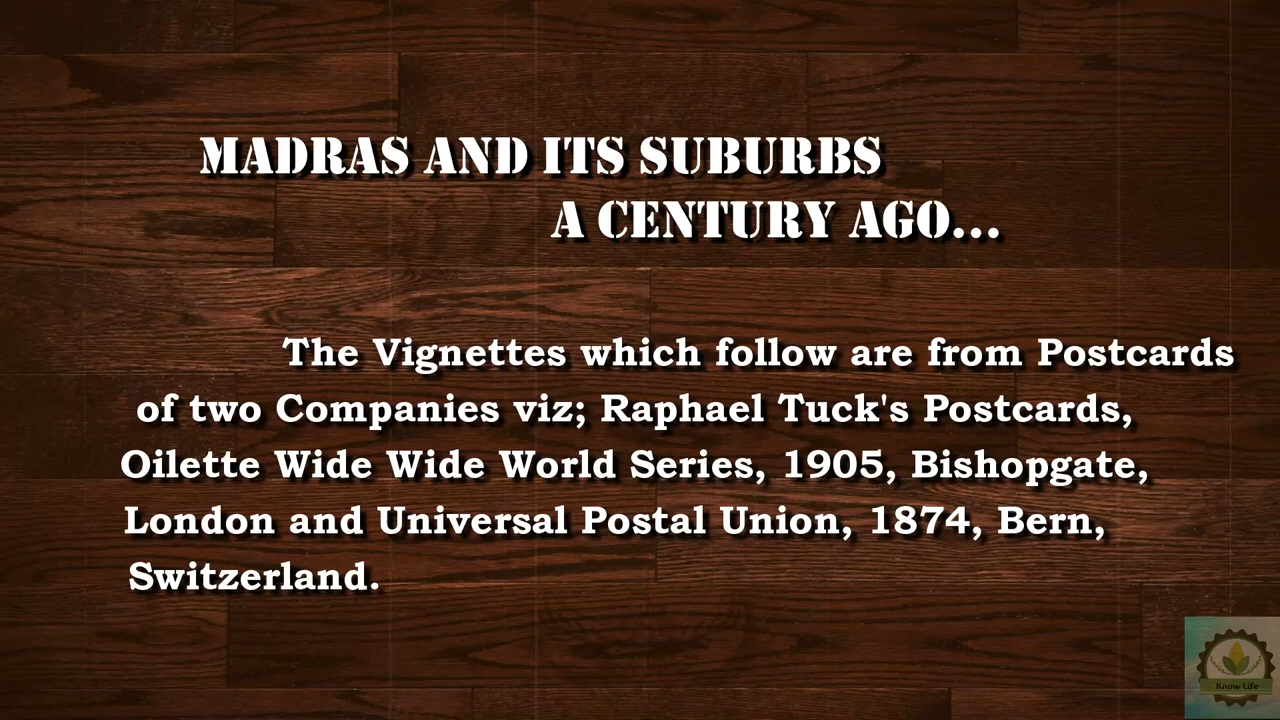 MADRAS AND ITS SUBURBS
A CENTURY AGO...
The Vignettes which follow are from Postcards
of two Companies viz; Raphael Tuck's Postcards,
Oilette Wide Wide World Series, 1905, Bishopgate,
London and Universal Postal Union, 1874, Bern,
Switzerland.
Know Life